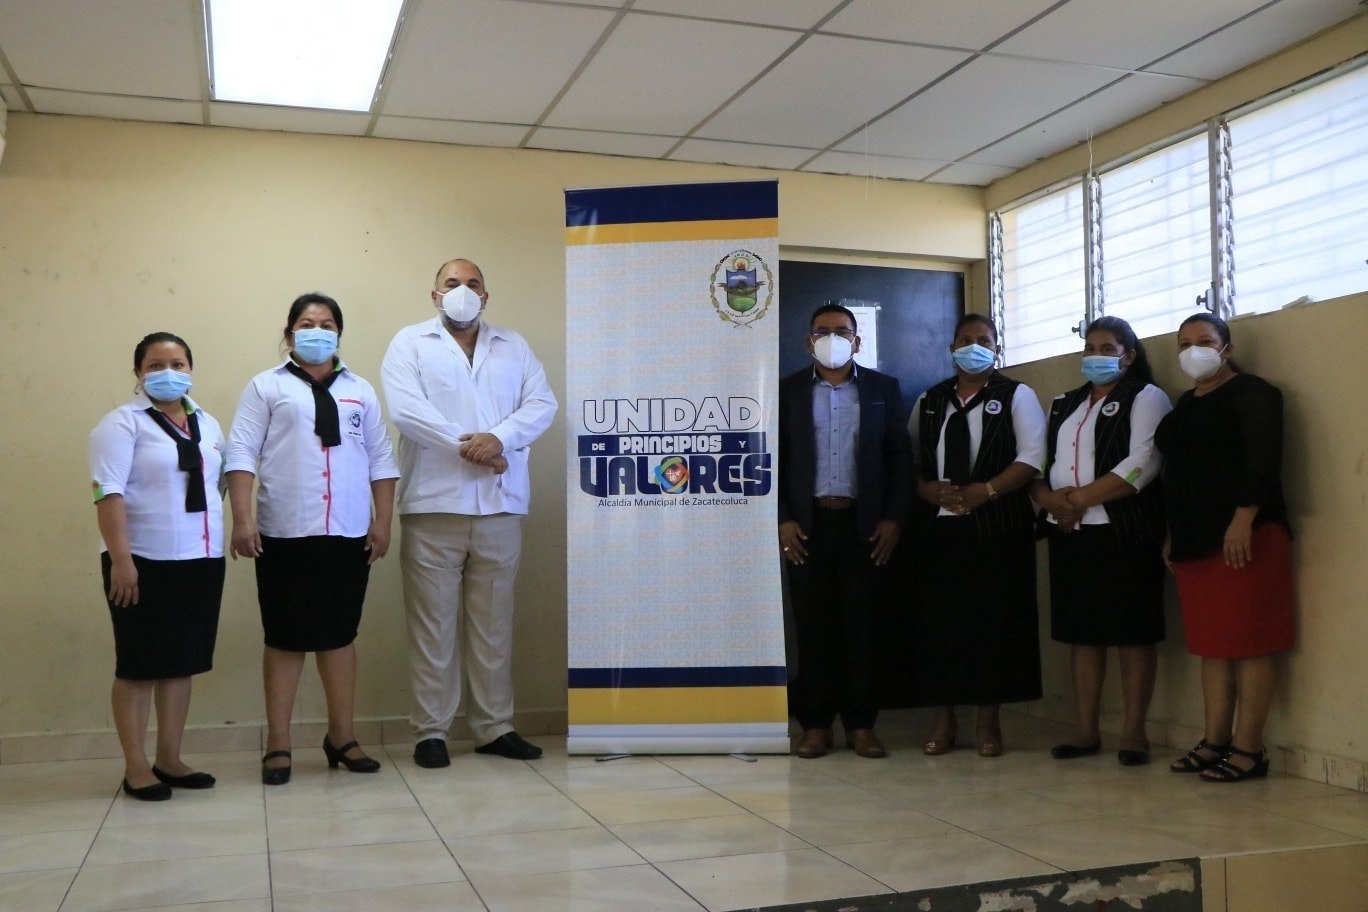 UNIDAD
DE PRINCIPIOS Y
VALORES
Alcaldía Municipal de Zacatecoluca